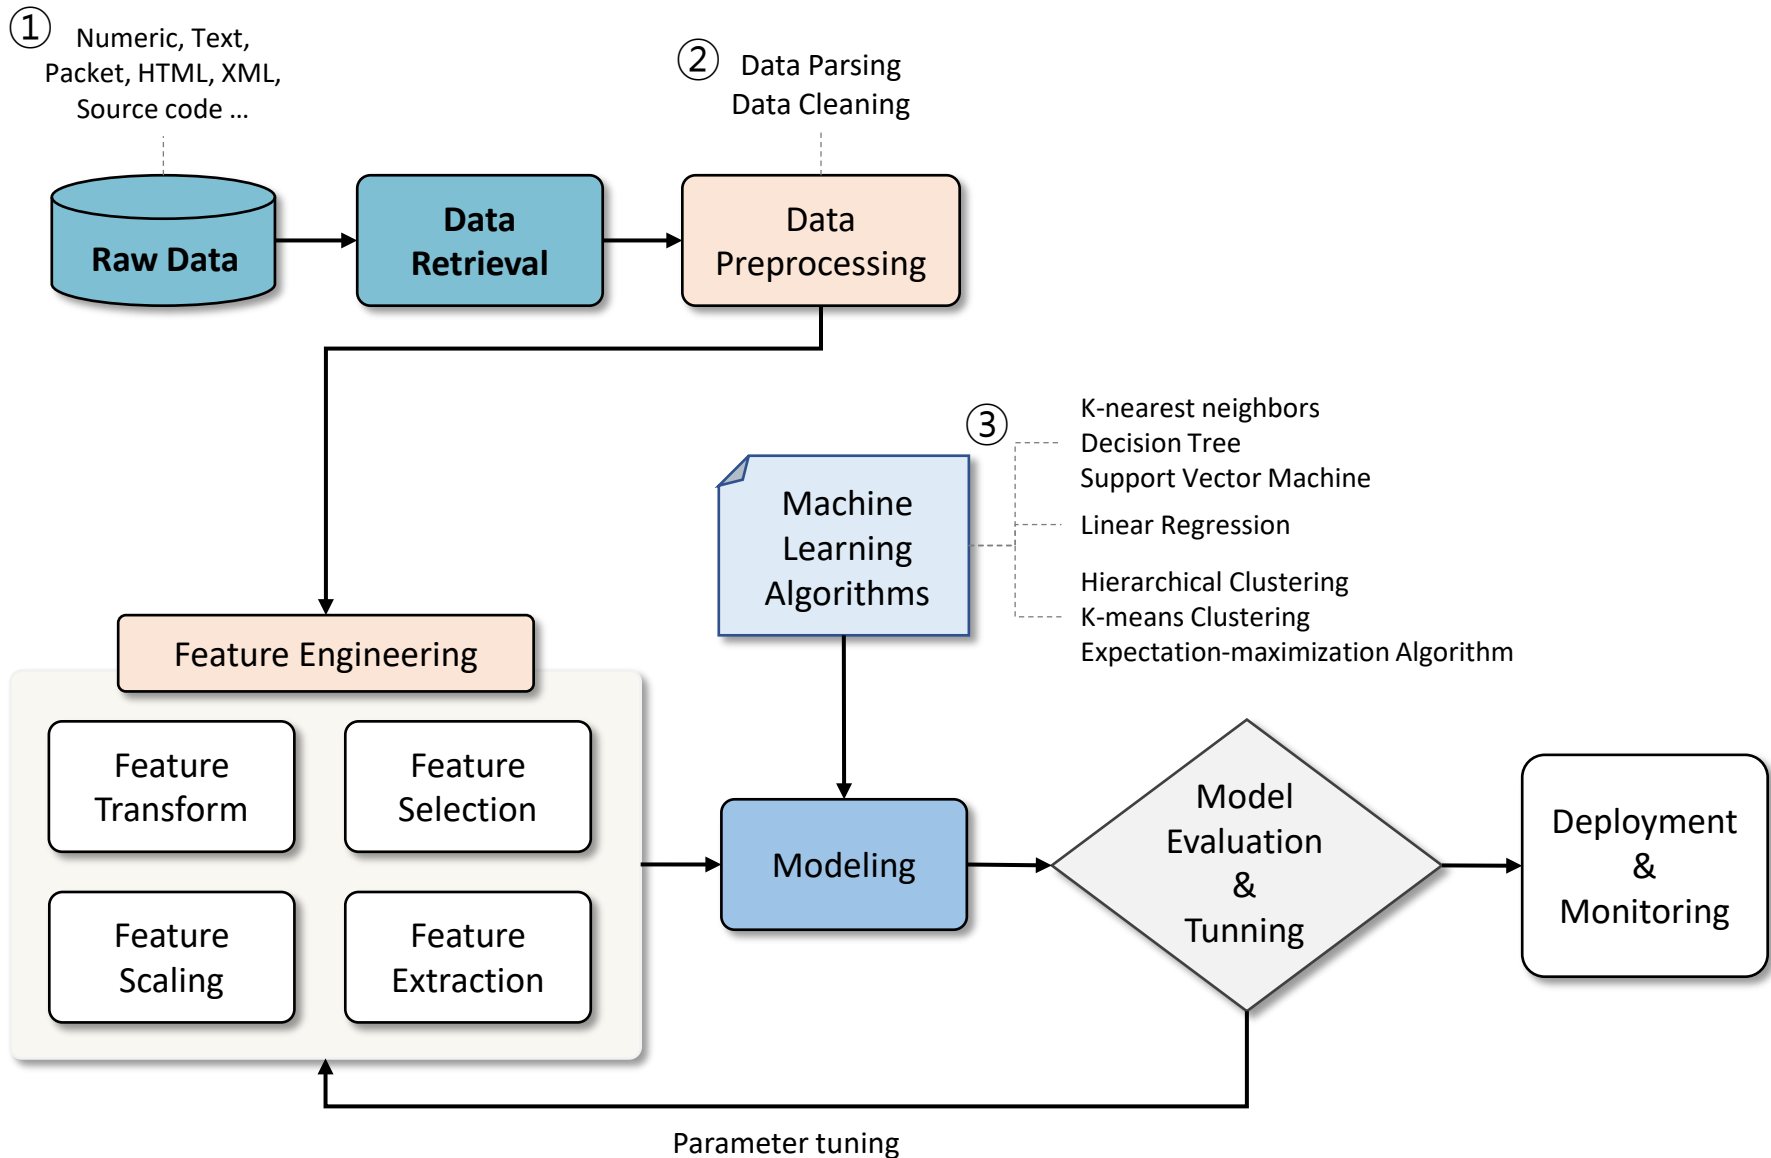 ①
Numeric, Text,
Packet, HTML, XML,
Source code ...
②
Data Parsing
Data Cleaning
Raw Data
Data
Retrieval
Data
Preprocessing
③
K-nearest neighbors
Decision Tree
Support Vector Machine
Linear Regression
Hierarchical Clustering
K-means Clustering
Expectation-maximization Algorithm
Machine
Learning
Algorithms
Feature Engineering
Feature
Transform
Feature
Selection
Feature
Scaling
Feature
Extraction
Modeling
Model
Evaluation
&
Tunning
Deployment
&
Monitoring
Parameter tuning